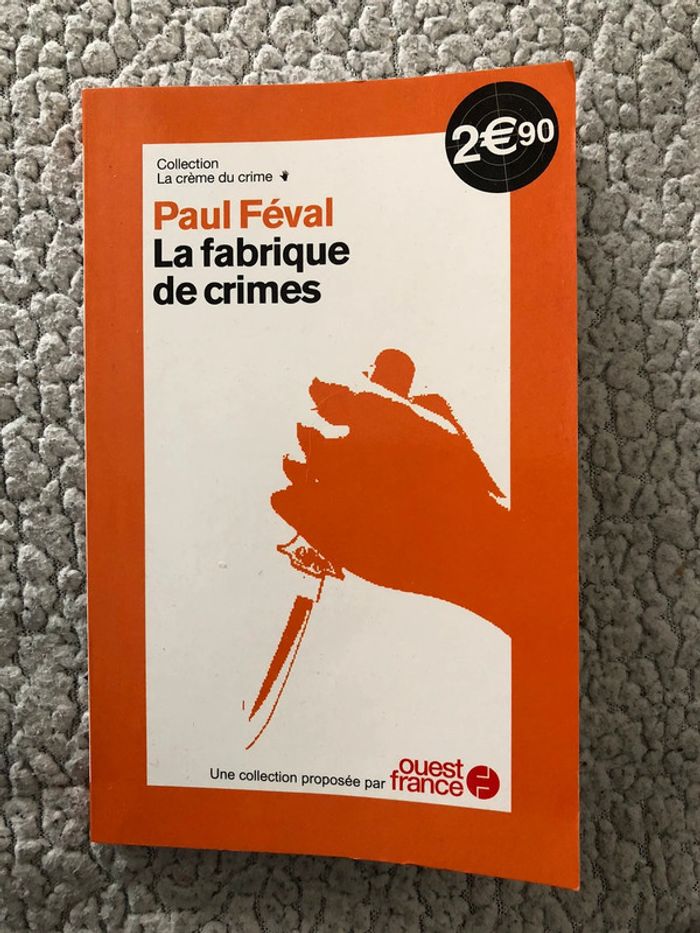 2€90
Collection
La crème du crime
Paul Féval
La fabrique
de crimes
Une collection proposée par
ouest
france